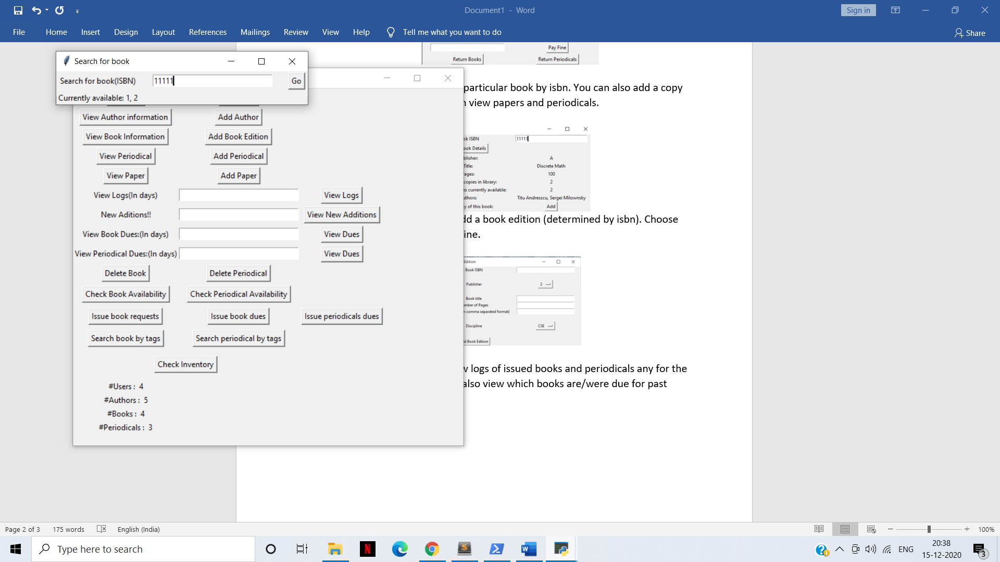 Document1 - Word
Sign in
File Home Insert Design Layout References Mailings Review View Help Tell me what you want to do
Share
Search for book
Search for book(ISBN) 11111 Go
Currently available: 1, 2
View Author information Add Author
View Book Information Add Book Edition
View Periodical Add Periodical
View Paper Add Paper
View Logs(In days) View Logs
New Aditions!! View New Additions
View Book Dues:(In days) View Dues
View Periodical Dues:(In days) View Dues
Delete Book Delete Periodical
Check Book Availability Check Periodical Availability
Issue book requests Issue book dues Issue periodicals dues
Search book by tags Search periodical by tags
Check Inventory
#Users : 4
#Authors : 5
#Books : 4
#Periodicals : 3
Pay Fine
Return Books Return Periodicals
particular book by isbn. You can also add a copy
view papers and periodicals.
ISBN 11111
Details
A
Title: Discrete Math
100
copies in library: 2
currently available: 2
Titu Andresscu, Sergei Milownsky
of this book: Add
a book edition (determined by isbn). Choose
Book ISBN
Publisher 2
Book title
of Pages
comma separated format)
Discipline CSE
Book Edition
logs of issued books and periodicals any for the
also view which books are/were due for past
Page 2 of 3 175 words English (India) 100%
Type here to search
ENG
20:38
15-12-2020
3